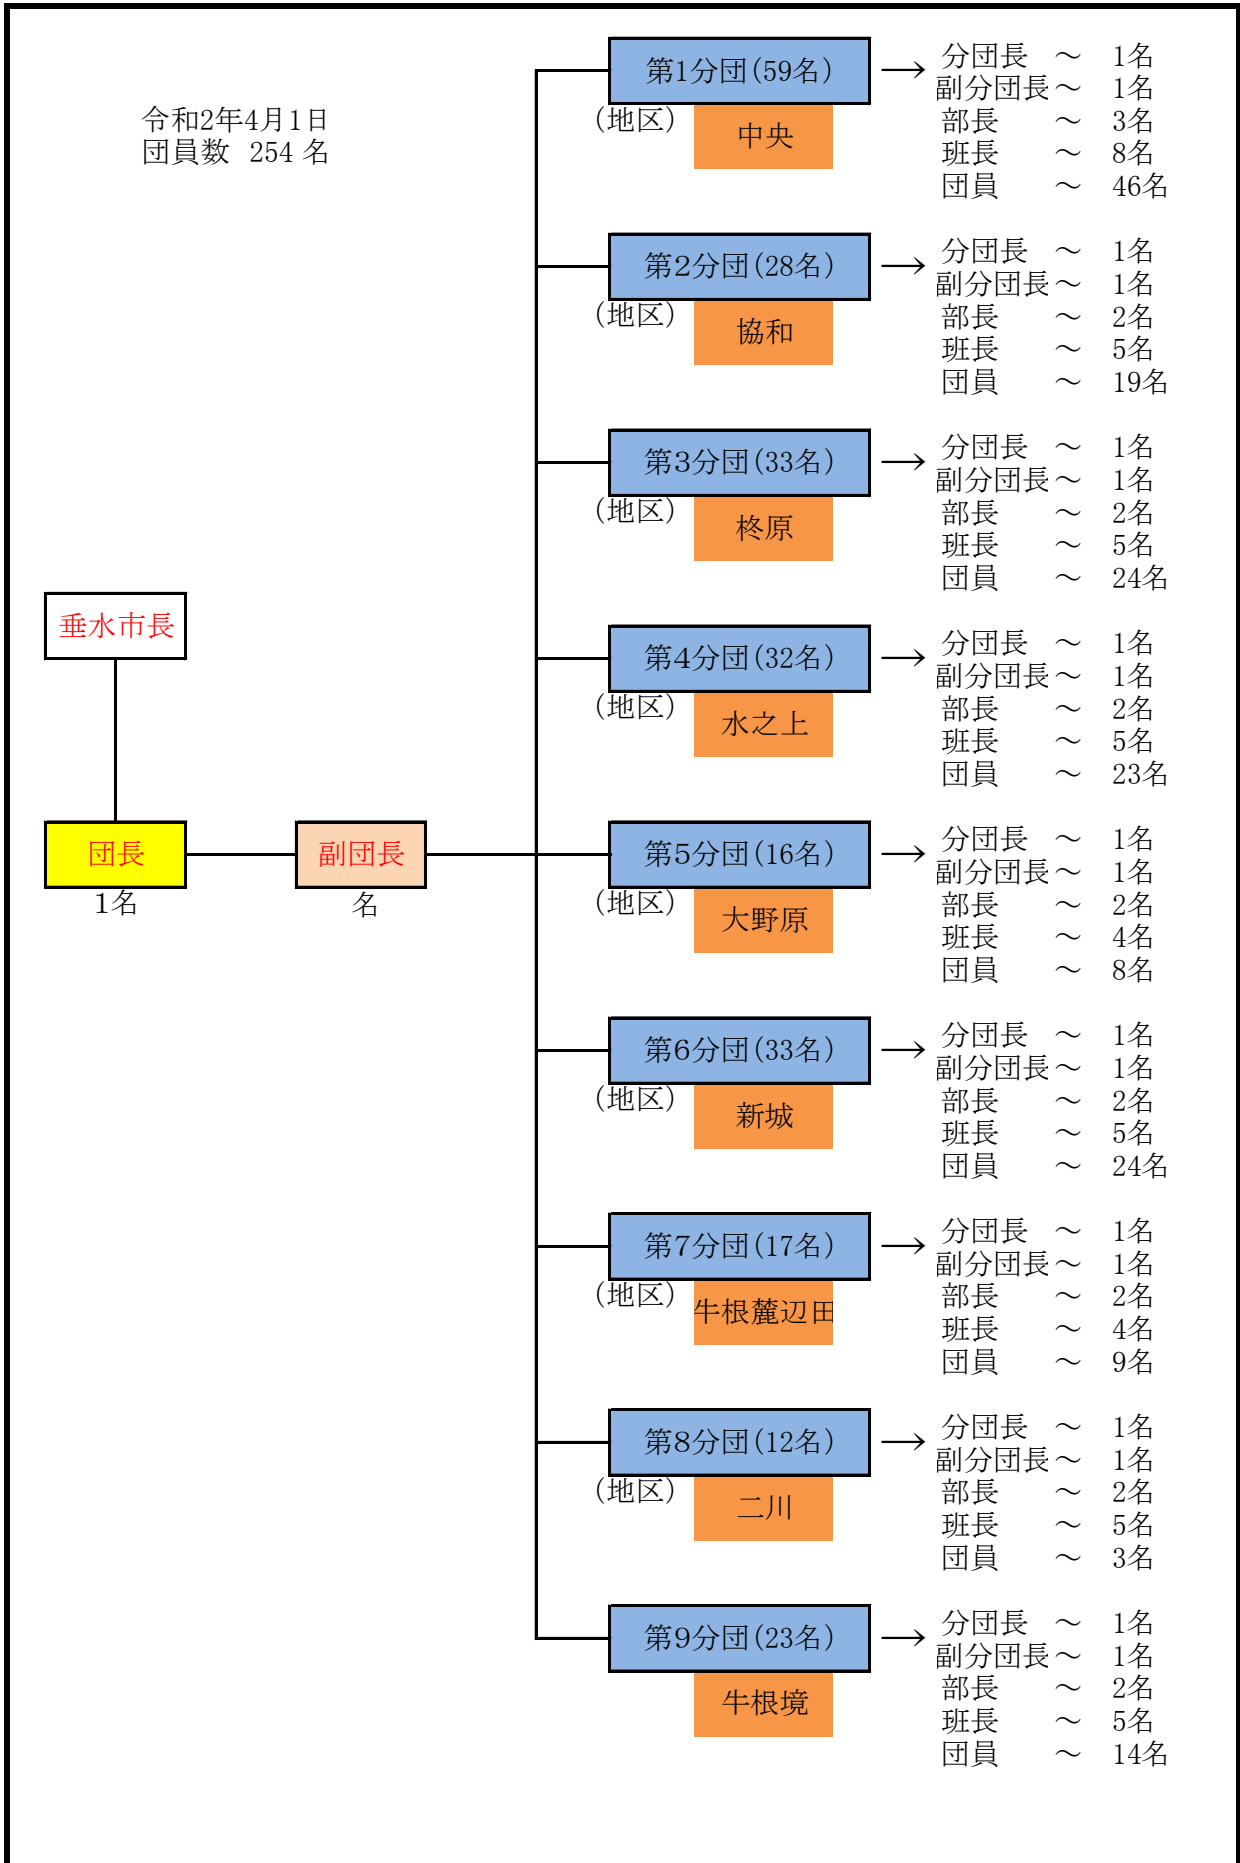 令和2年4月1日
団員数 254 名
垂水市長
団長
1名
副団長
名
第1分団(59名)
(地区)
中央
分団長 ～ 1名
副分団長～ 1名
部長 ～ 3名
班長 ～ 8名
団員 ～ 46名
第2分団(28名)
(地区)
協和
分団長 ～ 1名
副分団長～ 1名
部長 ～ 2名
班長 ～ 5名
団員 ～ 19名
第3分団(33名)
(地区)
柊原
分団長 ～ 1名
副分団長～ 1名
部長 ～ 2名
班長 ～ 5名
団員 ～ 24名
第4分団(32名)
(地区)
水之上
分団長 ～ 1名
副分団長～ 1名
部長 ～ 2名
班長 ～ 5名
団員 ～ 23名
第5分団(16名)
(地区)
大野原
分団長 ～ 1名
副分団長～ 1名
部長 ～ 2名
班長 ～ 4名
団員 ～ 8名
第6分団(33名)
(地区)
新城
分団長 ～ 1名
副分団長～ 1名
部長 ～ 2名
班長 ～ 5名
団員 ～ 24名
第7分団(17名)
(地区)
牛根麓辺田
分団長 ～ 1名
副分団長～ 1名
部長 ～ 2名
班長 ～ 4名
団員 ～ 9名
第8分団(12名)
(地区)
二川
分団長 ～ 1名
副分団長～ 1名
部長 ～ 2名
班長 ～ 5名
団員 ～ 3名
第9分団(23名)
牛根境
分団長 ～ 1名
副分団長～ 1名
部長 ～ 2名
班長 ～ 5名
団員 ～ 14名